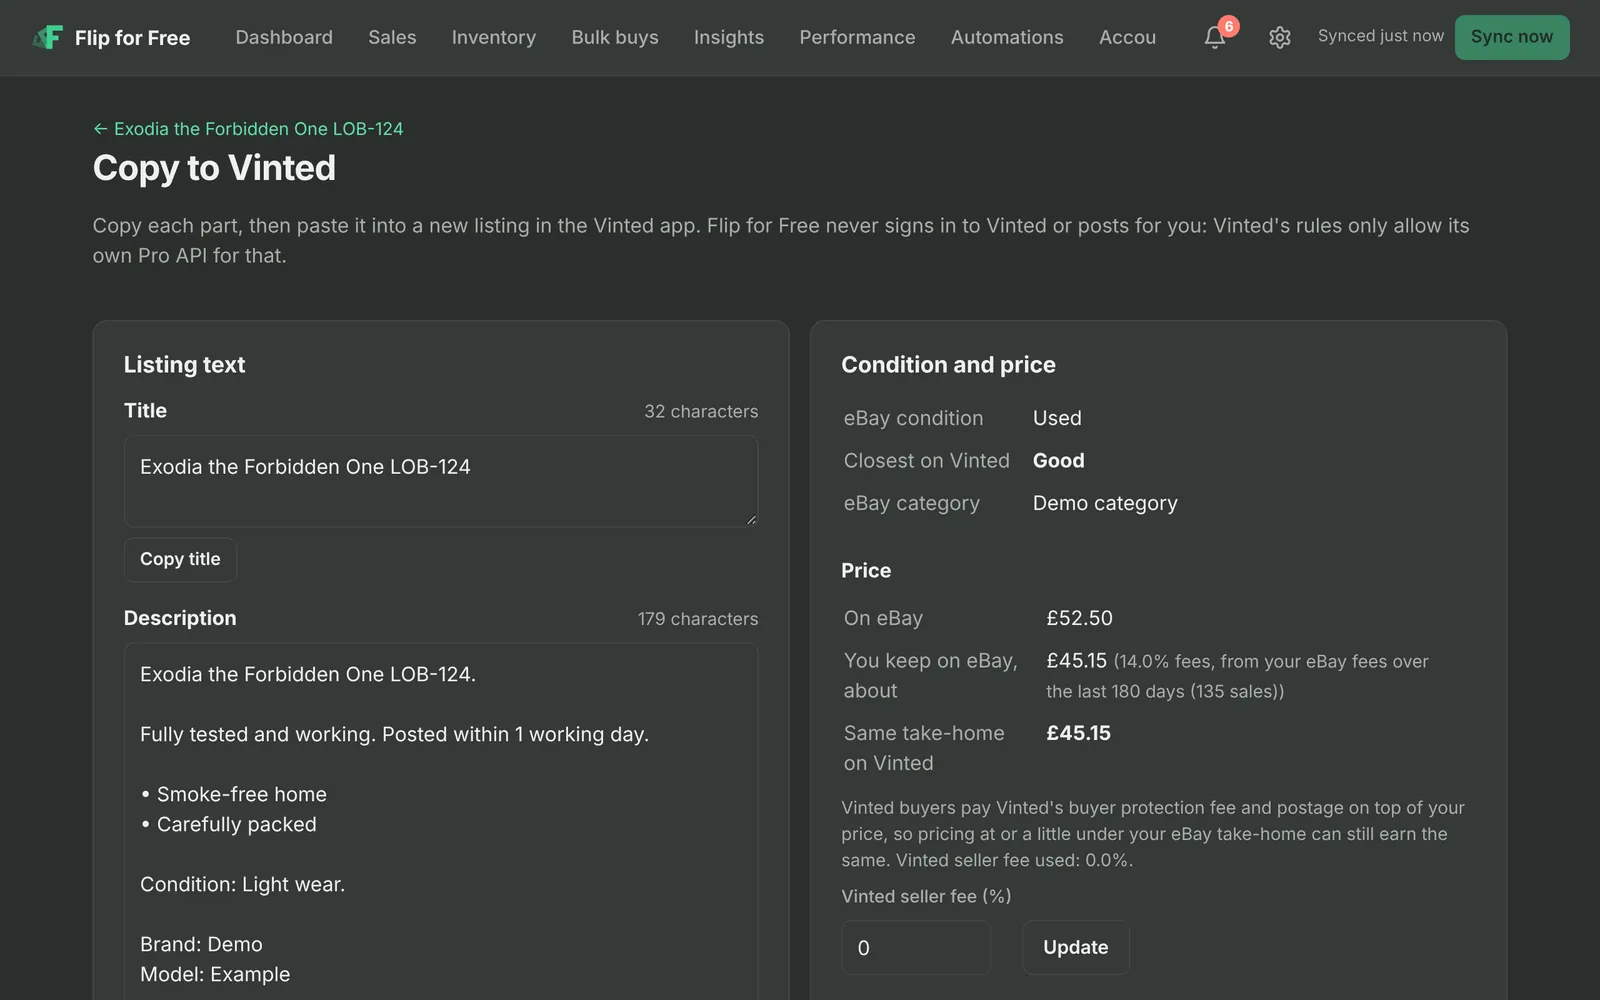 Flip for Free
Dashboard
Sales
Inventory
Bulk buys
Insights
Performance
Automations
Accou
6
Synced just now
Sync now
← Exodia the Forbidden One LOB-124
Copy to Vinted
Copy each part, then paste it into a new listing in the Vinted app. Flip for Free never signs in to Vinted or posts for you: Vinted's rules only allow its
own Pro API for that.
Listing text
Title
32 characters
Exodia the Forbidden One LOB-124
Copy title
Description
179 characters
Exodia the Forbidden One LOB-124.
Fully tested and working. Posted within 1 working day.
• Smoke-free home
• Carefully packed
Condition: Light wear.
Brand: Demo
Model: Example
Condition and price
eBay condition Used
Closest on Vinted Good
eBay category Demo category
Price
On eBay £52.50
You keep on eBay, £45.15 (14.0% fees, from your eBay fees over
about the last 180 days (135 sales))
Same take-home £45.15
on Vinted
Vinted buyers pay Vinted's buyer protection fee and postage on top of your
price, so pricing at or a little under your eBay take-home can still earn the
same. Vinted seller fee used: 0.0%.
Vinted seller fee (%)
0
Update